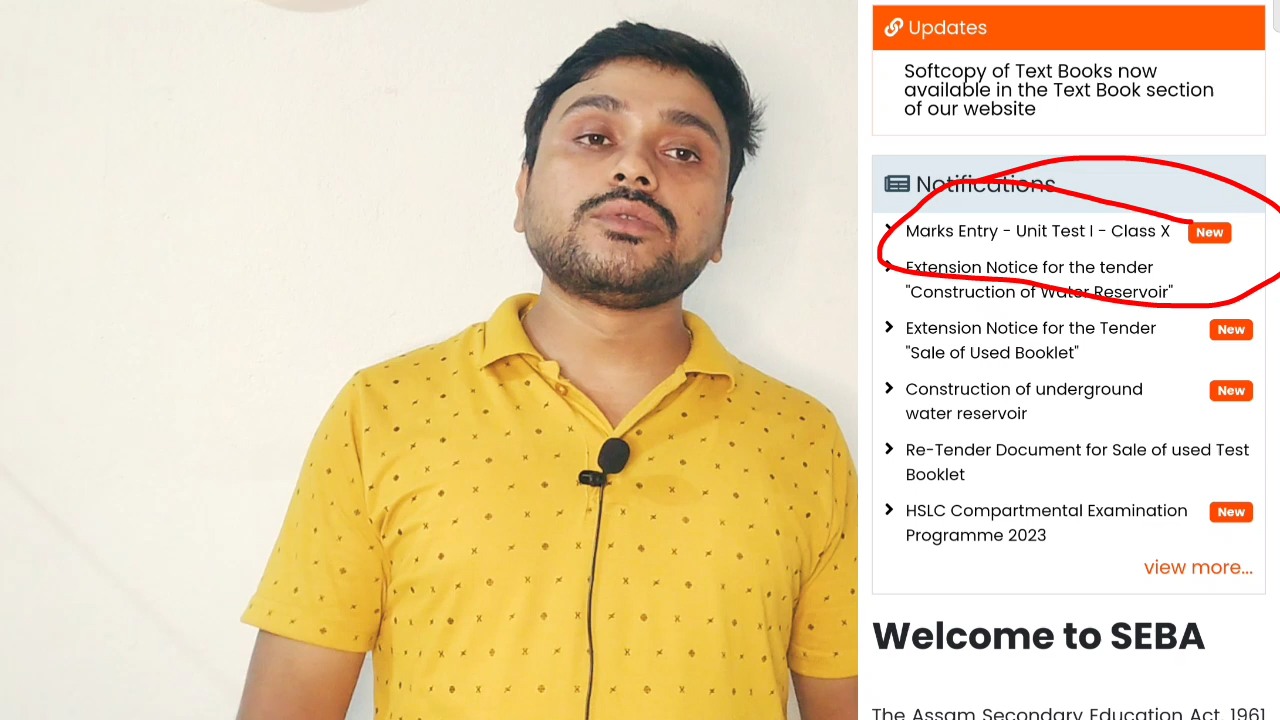 Updates
Softcopy of Text Books now
available in the Text Book section
of our website
Notifications
Marks Entry - Unit Test I - Class X New
Extension Notice for the tender
"Construction of Water Reservoir"
Extension Notice for the Tender New
"Sale of Used Booklet"
Construction of underground New
water reservoir
Re-Tender Document for Sale of used Test
Booklet
HSLC Compartmental Examination New
Programme 2023
view more...
Welcome to SEBA
The Assam Secondary Education Act, 1961